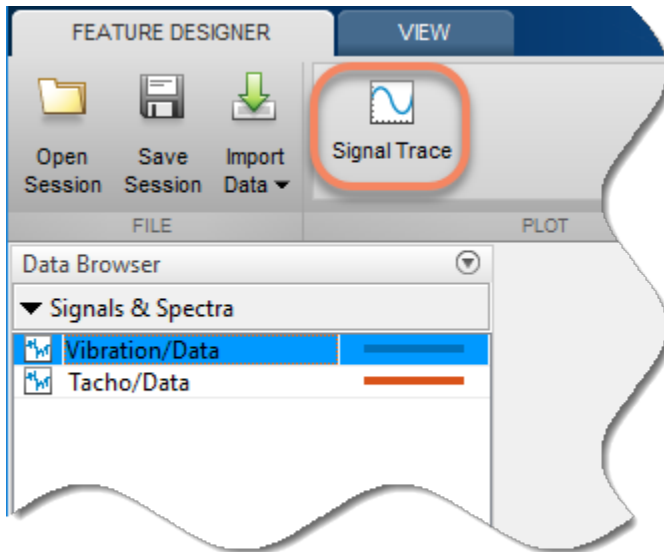 FEATURE DESIGNER VIEW
Open Save Import Signal Trace
Session Session Data
FILE PLOT
Data Browser
Signals & Spectra
Vibration/Data
Tacho/Data